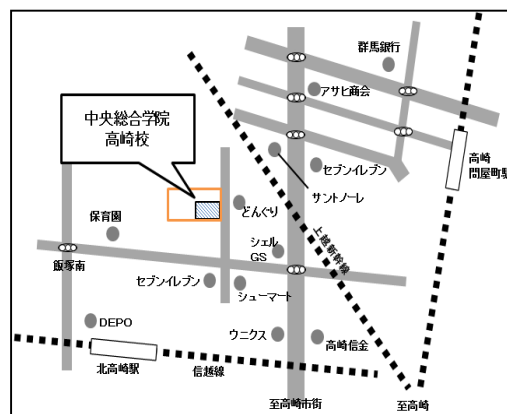 群馬銀行
アサヒ商会
中央総合学院
高崎校
高崎
問屋町駅
セブンイレブン
サントノーレ
どんぐり
保育園
上越新幹線
シェル
GS
飯塚南
セブンイレブン
シューマート
DEPO
ウニクス
高崎信金
北高崎駅
信越線
至高崎市街
至高崎